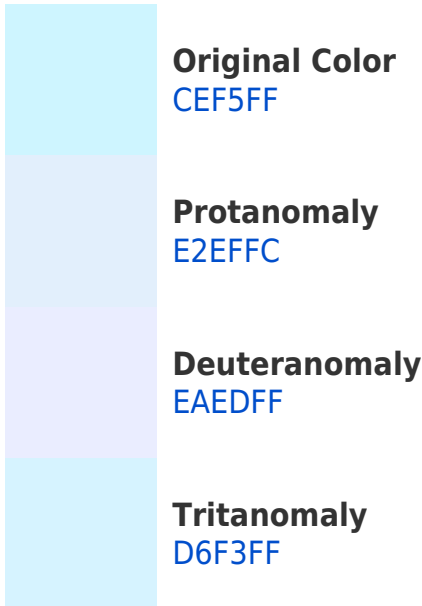 Original Color
CEF5FF
Protanomaly
E2EFFC
Deuteranomaly
EAEDFF
Tritanomaly
D6F3FF